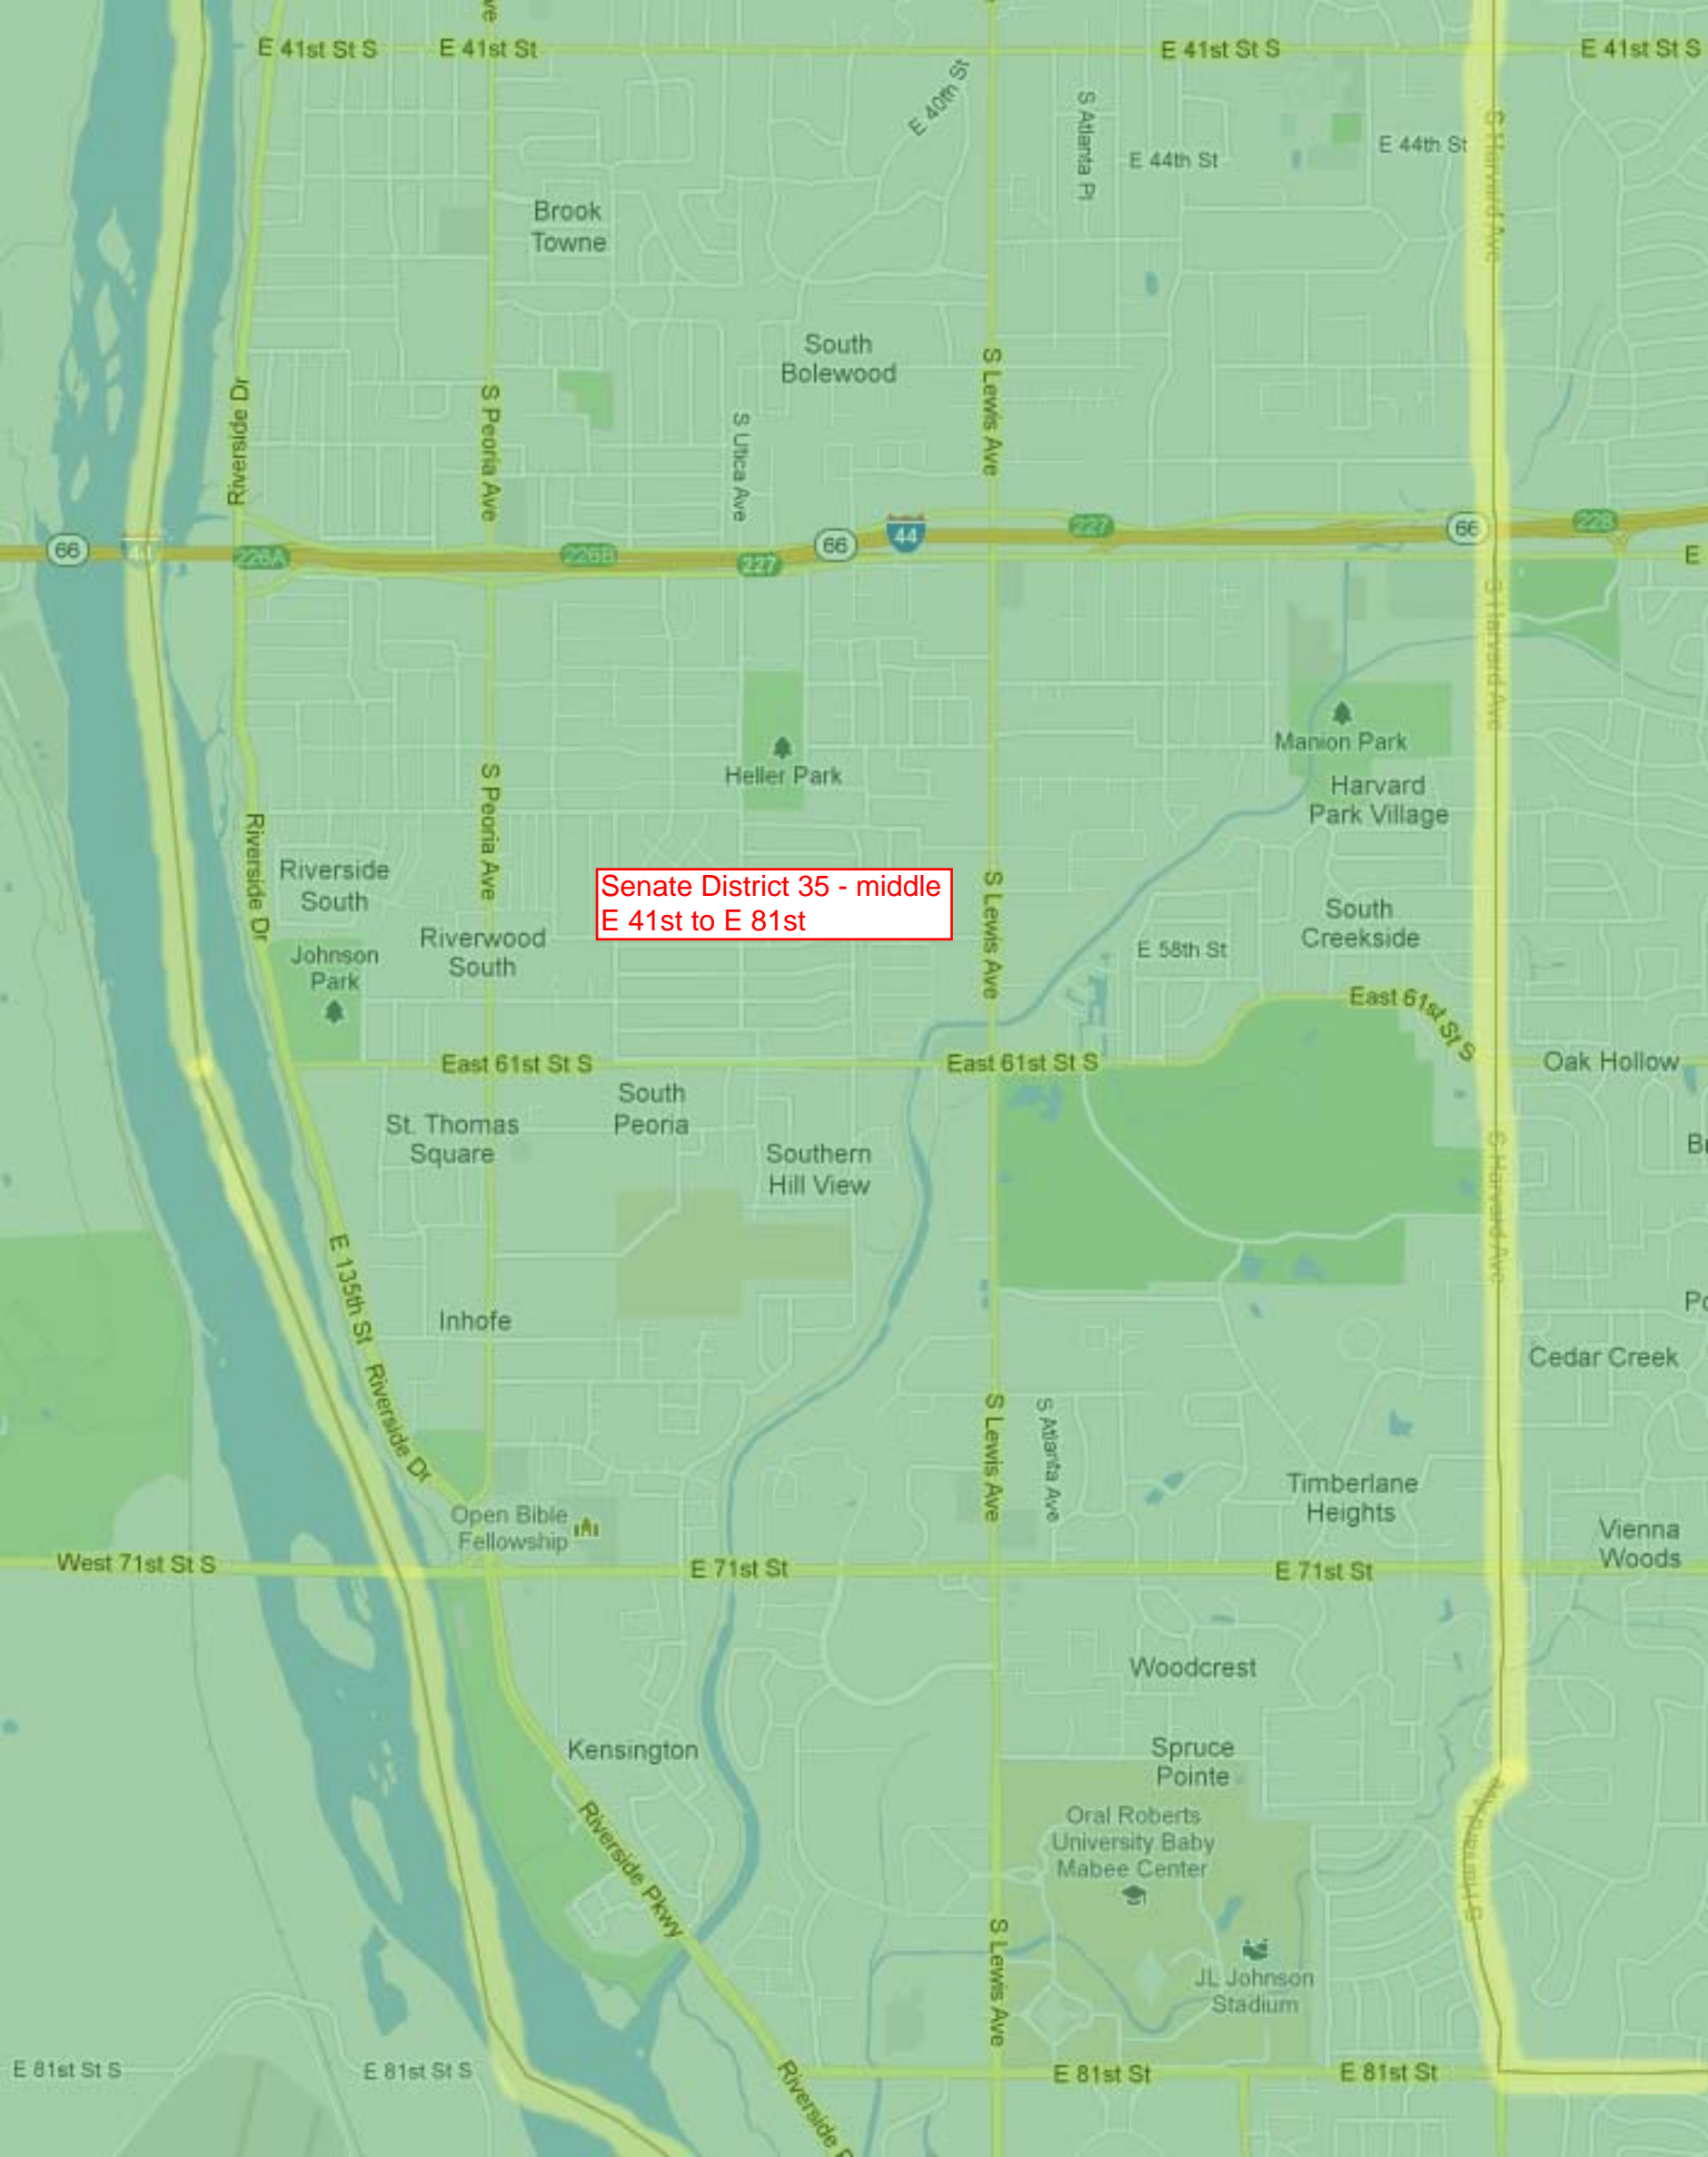 ve
E 41st St S
E 41st St
E 41st St S
E 41st St S
E 40th St
S Atlanta Pl
E 44th St
E 44th St
S Harvard Ave
Brook
Towne
South
Bolewood
Riverside Dr
S Peoria Ave
S Utica Ave
S Lewis Ave
66
44
226A
226B
227
66
44
227
66
228
E
S Harvard Ave
Heller Park
Manion Park
Harvard
Park Village
Riverside Dr
S Peoria Ave
Riverside
South
Senate District 35 - middle
E 41st to E 81st
S Lewis Ave
South
Creekside
Johnson
Park
Riverwood
South
E 58th St
East 61st St S
East 61st St S
East 61st St S
Oak Hollow
St. Thomas
Square
South
Peoria
Southern
Hill View
S Harvard Ave
E 135th St
Inhofe
Cedar Creek
Riverside Dr
S Lewis Ave
S Atlanta Ave
Timberlane
Heights
Open Bible
Fellowship
Vienna
Woods
West 71st St S
E 71st St
E 71st St
Woodcrest
Kensington
Spruce
Pointe
Riverside Pkwy
Oral Roberts
University Baby
Mabee Center
S Harvard Ave
S Lewis Ave
JL Johnson
Stadium
E 81st St S
E 81st St S
E 81st St
E 81st St
Riverside